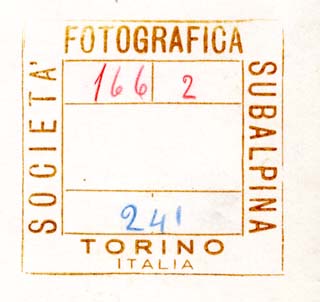 SOCIETA'
FOTOGRAFICA
SUBALPINA
166 2
241
TORINO
ITALIA